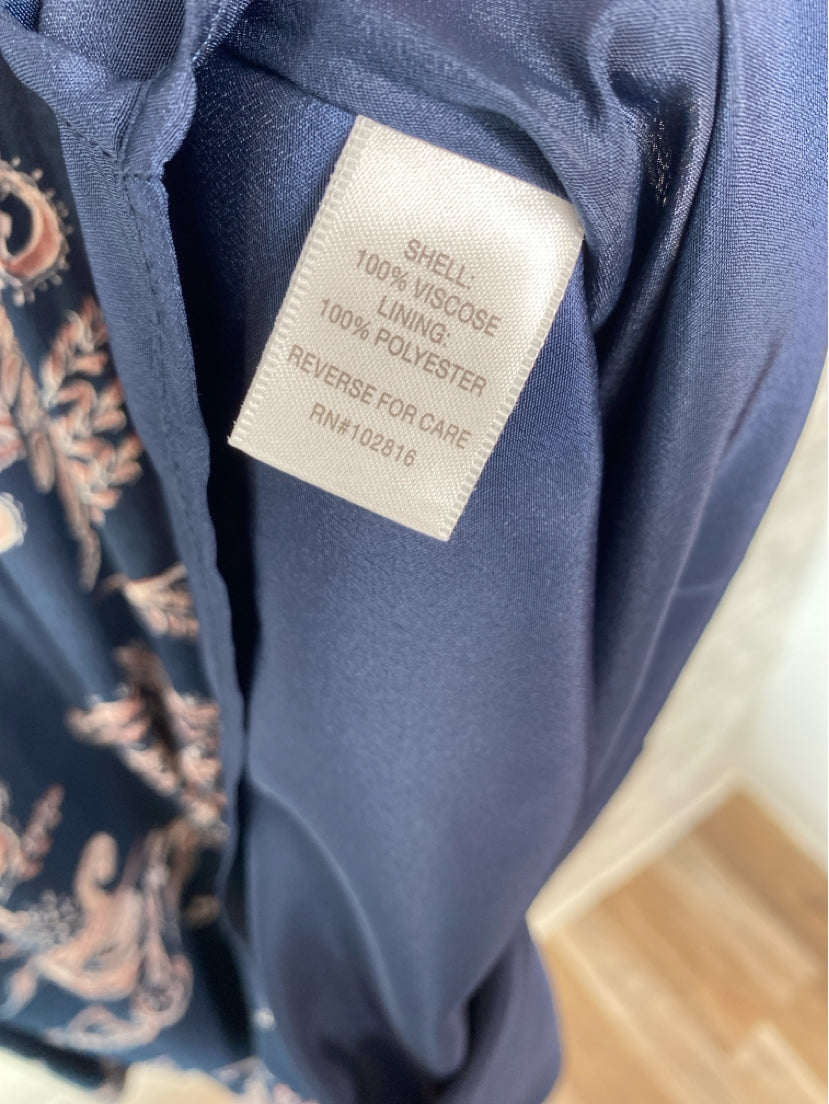 SHELL:
100% VISCOSE
LINING:
100% POLYESTER
REVERSE FOR CARE
RN#102816